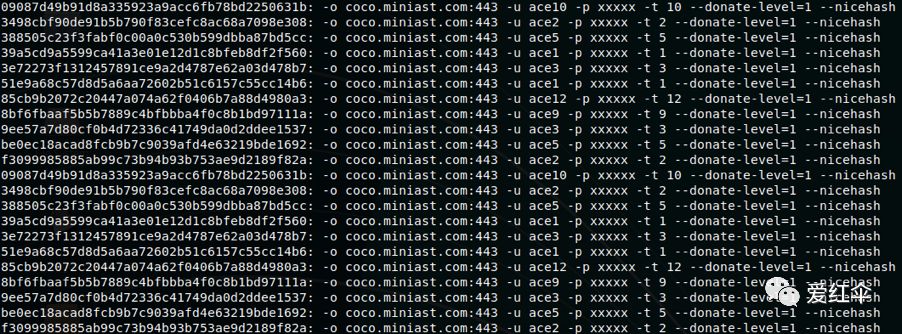 09087d49b91d8a335923a9acc6fb78bd2250631b: -o coco.miniast.com:443 -u ace10 -p xxxxx -t 10 --donate-level=1 --nicehash
3498cbf90de91b5b790f83cefc8ac68a7098e308: -o coco.miniast.com:443 -u ace2 -p xxxxx -t 2 --donate-level=1 --nicehash
388505c23f3fabf0c00a0c530b599dbba87bd5cc: -o coco.miniast.com:443 -u ace5 -p xxxxx -t 5 --donate-level=1 --nicehash
39a5cd9a5599ca41a3e01e12d1c8bfeb8df2f560: -o coco.miniast.com:443 -u ace1 -p xxxxx -t 1 --donate-level=1 --nicehash
3e72273f1312457891ce9a2d4787e62a03d478b7: -o coco.miniast.com:443 -u ace3 -p xxxxx -t 3 --donate-level=1 --nicehash
51e9a68c57d8d5a6aa72602b51c6157c55cc14b6: -o coco.miniast.com:443 -u ace1 -p xxxxx -t 1 --donate-level=1 --nicehash
85cb9b2072c20447a074a62f0406b7a88d4980a3: -o coco.miniast.com:443 -u ace12 -p xxxxx -t 12 --donate-level=1 --nicehash
8bf6fbaaf5b5b7889c4bfbbba4f0c8b1bd97111a: -o coco.miniast.com:443 -u ace9 -p xxxxx -t 9 --donate-level=1 --nicehash
9ee57a7d80cf0b4d72336c41749da0d2ddee1537: -o coco.miniast.com:443 -u ace3 -p xxxxx -t 3 --donate-level=1 --nicehash
be0ec18acad8fcb9b7c9039afd4e63219bde1692: -o coco.miniast.com:443 -u ace5 -p xxxxx -t 5 --donate-level=1 --nicehash
f3099985885ab99c73b94b93b753ae9d2189f82a: -o coco.miniast.com:443 -u ace2 -p xxxxx -t 2 --donate-level=1 --nicehash
09087d49b91d8a335923a9acc6fb78bd2250631b: -o coco.miniast.com:443 -u ace10 -p xxxxx -t 10 --donate-level=1 --nicehash
3498cbf90de91b5b790f83cefc8ac68a7098e308: -o coco.miniast.com:443 -u ace2 -p xxxxx -t 2 --donate-level=1 --nicehash
388505c23f3fabf0c00a0c530b599dbba87bd5cc: -o coco.miniast.com:443 -u ace5 -p xxxxx -t 5 --donate-level=1 --nicehash
39a5cd9a5599ca41a3e01e12d1c8bfeb8df2f560: -o coco.miniast.com:443 -u ace1 -p xxxxx -t 1 --donate-level=1 --nicehash
3e72273f1312457891ce9a2d4787e62a03d478b7: -o coco.miniast.com:443 -u ace3 -p xxxxx -t 3 --donate-level=1 --nicehash
51e9a68c57d8d5a6aa72602b51c6157c55cc14b6: -o coco.miniast.com:443 -u ace1 -p xxxxx -t 1 --donate-level=1 --nicehash
85cb9b2072c20447a074a62f0406b7a88d4980a3: -o coco.miniast.com:443 -u ace12 -p xxxxx -t 12 --donate-level=1 --nicehash
8bf6fbaaf5b5b7889c4bfbbba4f0c8b1bd97111a: -o coco.miniast.com:443 -u ace9 -p xxxxx -t 9 --donate-level=1 --nicehash
9ee57a7d80cf0b4d72336c41749da0d2ddee1537: -o coco.miniast.com:443 -u ace3 -p xxxxx -t 3 --donate-level=1 --nicehash
be0ec18acad8fcb9b7c9039afd4e63219bde1692: -o coco.miniast.com:443 -u ace5 -p xxxxx -t 5 --donate-level=1 --nicehash
f3099985885ab99c73b94b93b753ae9d2189f82a: -o coco.miniast.com:443 -u ace2 -p xxxxx -t 2 --donate-level=1 --nicehash
爱红伞